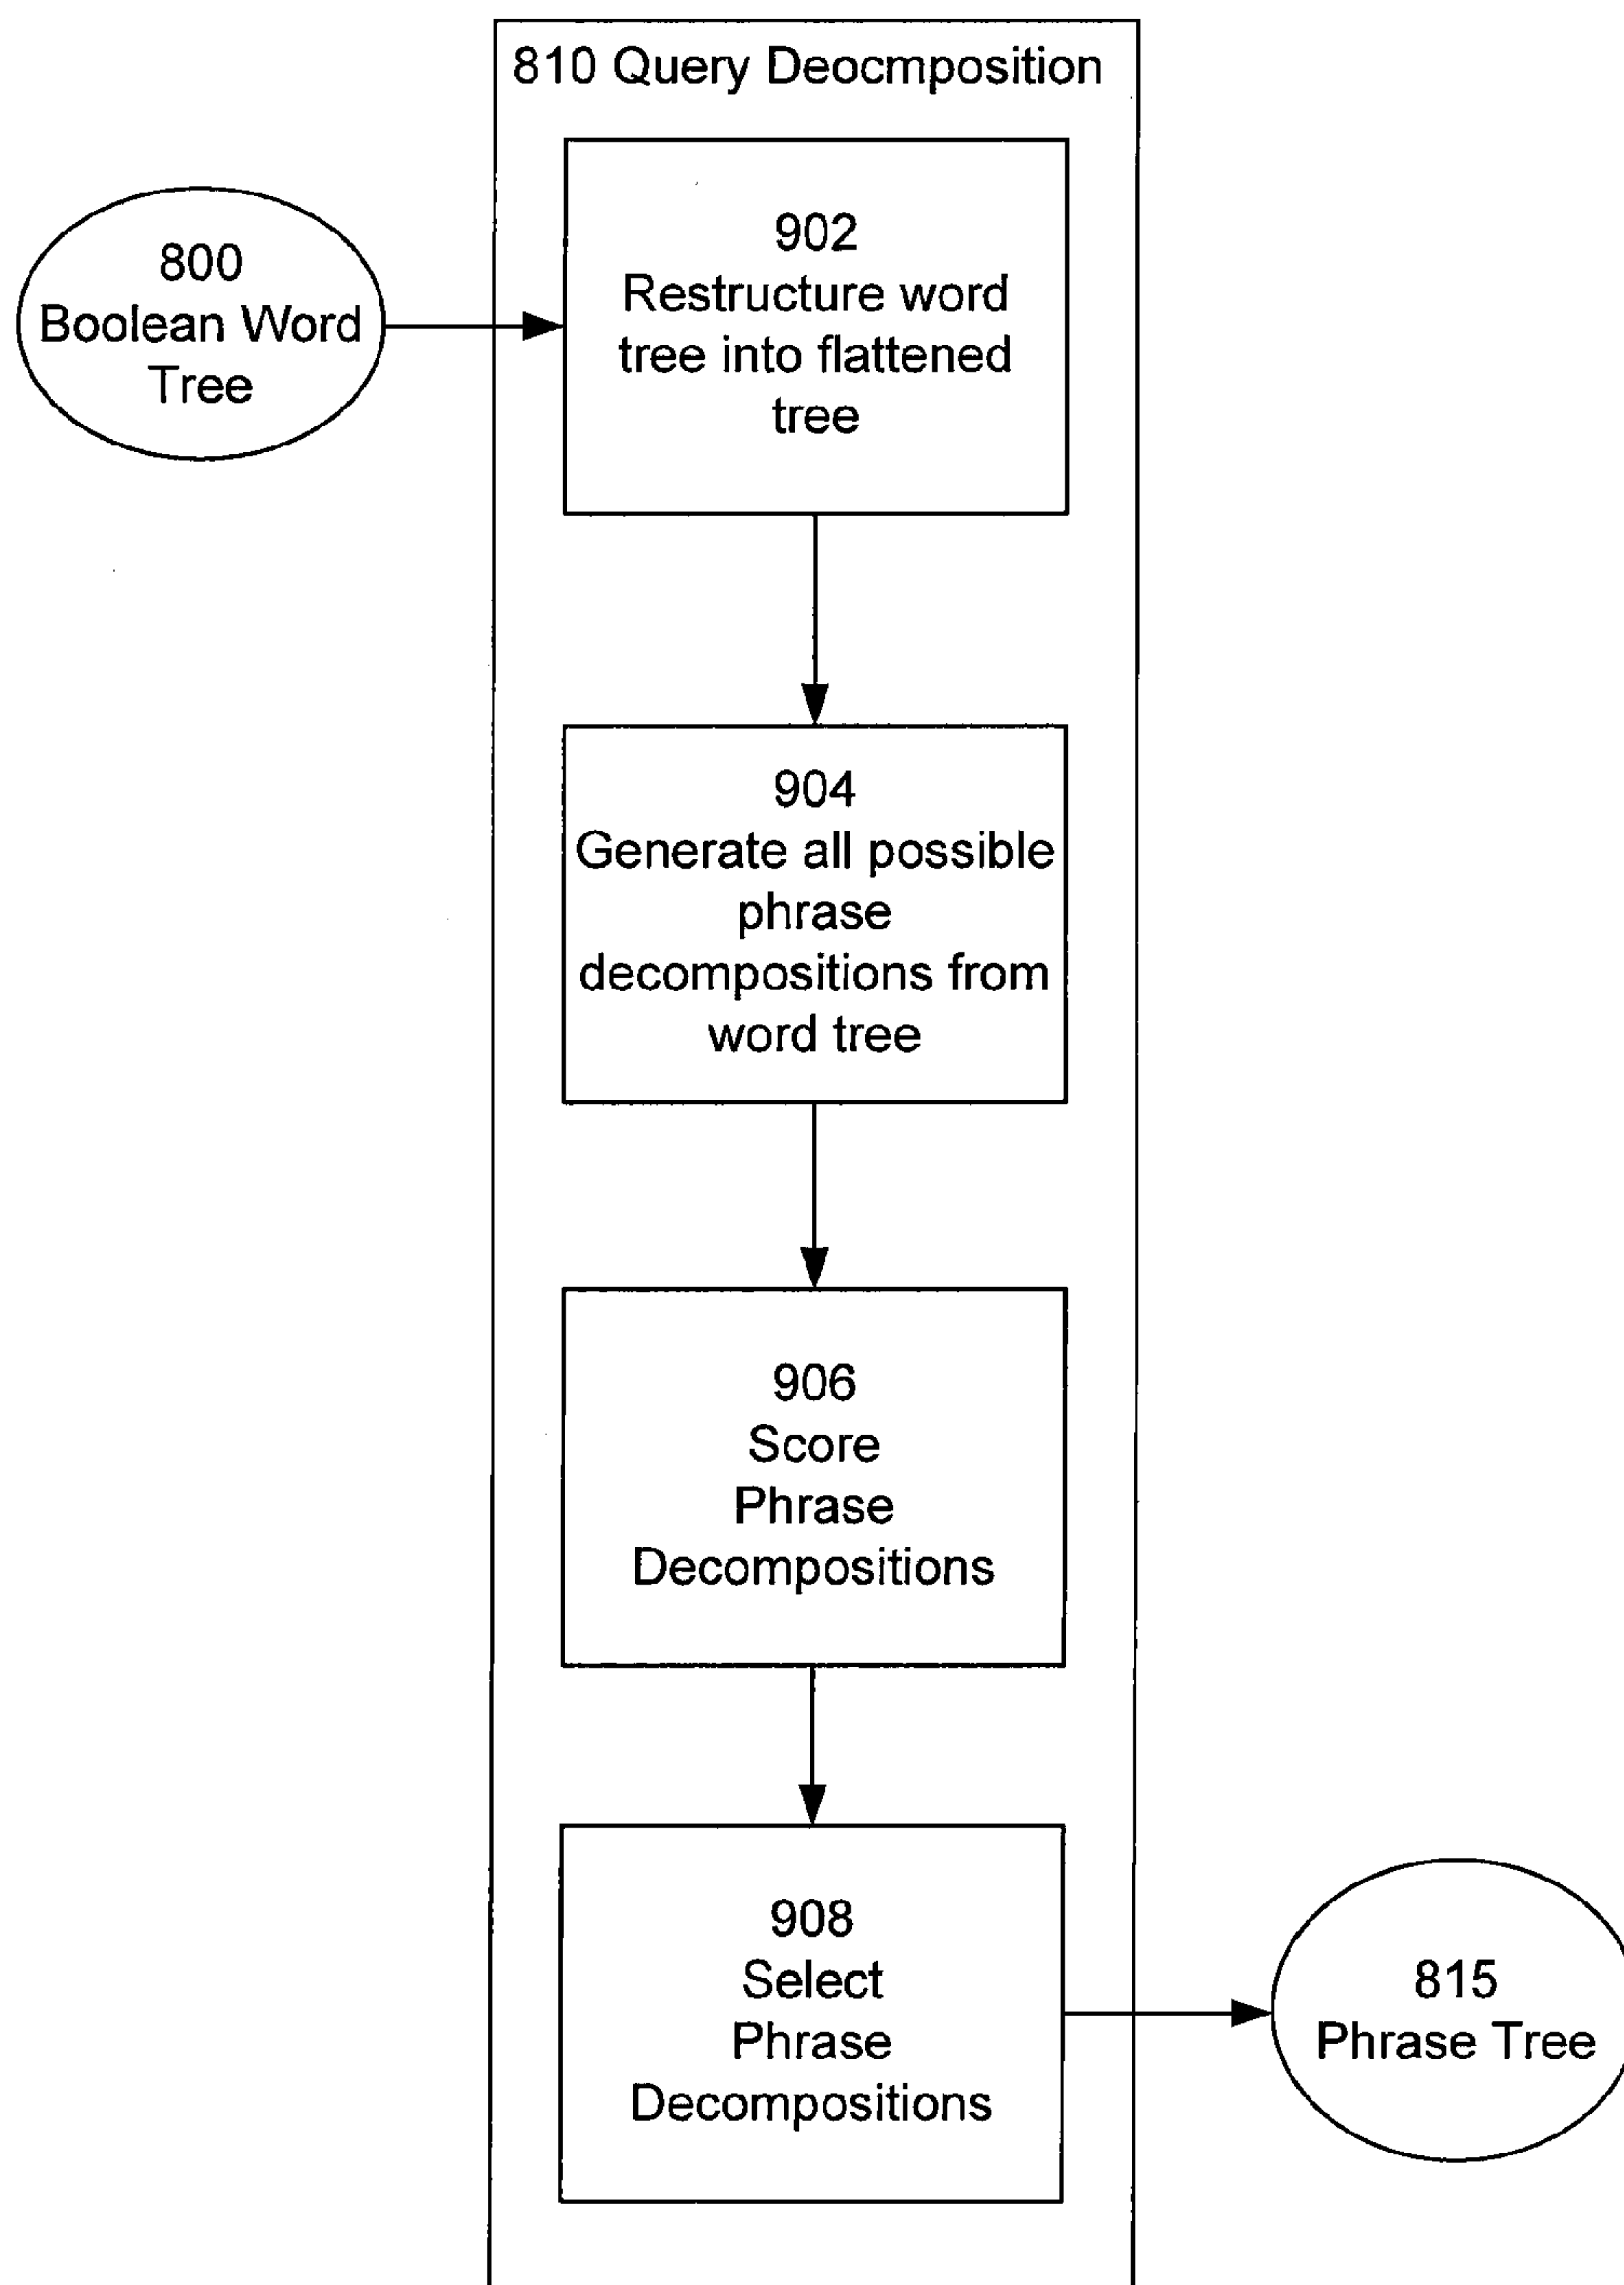 810 Query Deocmposition
800
Boolean Word
Tree
902
Restructure word
tree into flattened
tree
904
Generate all possible
phrase
decompositions from
word tree
906
Score
Phrase
Decompositions
908
Select
Phrase
Decompositions
815
Phrase Tree